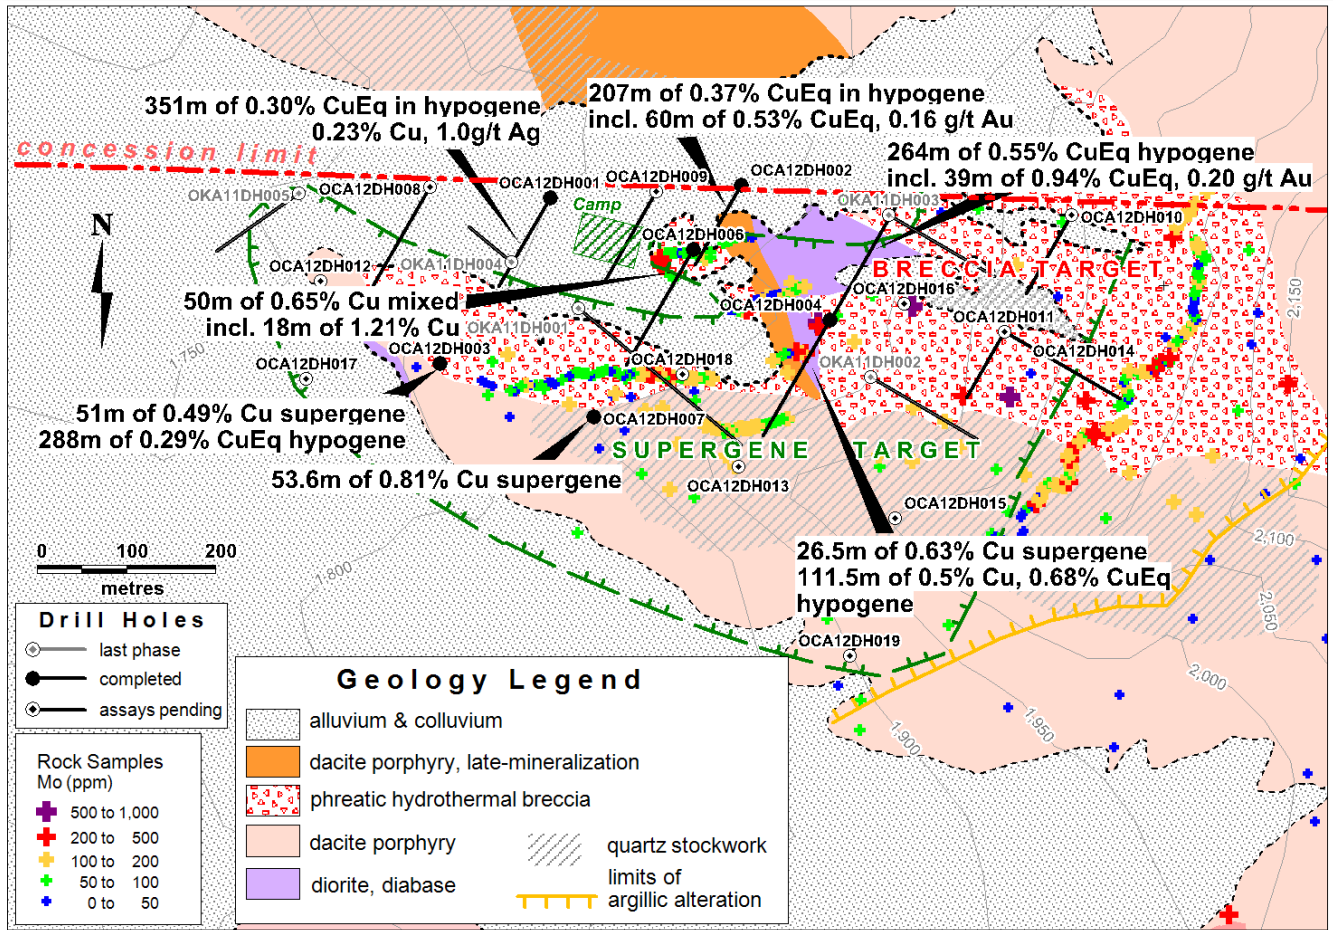 351m of 0.30% CuEq in hypogene
0.23% Cu, 1.0g/t Ag
207m of 0.37% CuEq in hypogene
incl. 60m of 0.53% CuEq, 0.16 g/t Au
264m of 0.55% CuEq hypogene
incl. 39m of 0.94% CuEq, 0.20 g/t Au
concession limit
OKA11DH005
OCA12DH008
OCA12DH001
OCA12DH009
OCA12DH002
OKA11DH003
OCA12DH010
N
Camp
OCA12DH006
OCA12DH012
OKA11DH004
BRECCIA TARGET
OCA12DH016
2,150
50m of 0.65% Cu mixed
incl. 18m of 1.21% Cu
OKA11DH001
OCA12DH004
OCA12DH011
1,750
OCA12DH003
OCA12DH014
OCA12DH017
OCA12DH018
OKA11DH002
51m of 0.49% Cu supergene
288m of 0.29% CuEq hypogene
OCA12DH007
SUPERGENE TARGET
53.6m of 0.81% Cu supergene
OCA12DH013
OCA12DH015
2,100
26.5m of 0.63% Cu supergene
111.5m of 0.5% Cu, 0.68% CuEq
hypogene
0 100 200
metres
1,800
2,050
OCA12DH019
2,000
1,950
1,900
Drill Holes
last phase
completed
assays pending
Rock Samples
Mo (ppm)
500 to 1,000
200 to 500
100 to 200
50 to 100
0 to 50
Geology Legend
alluvium & colluvium
dacite porphyry, late-mineralization
phreatic hydrothermal breccia
dacite porphyry
diorite, diabase
quartz stockwork
limits of
argillic alteration